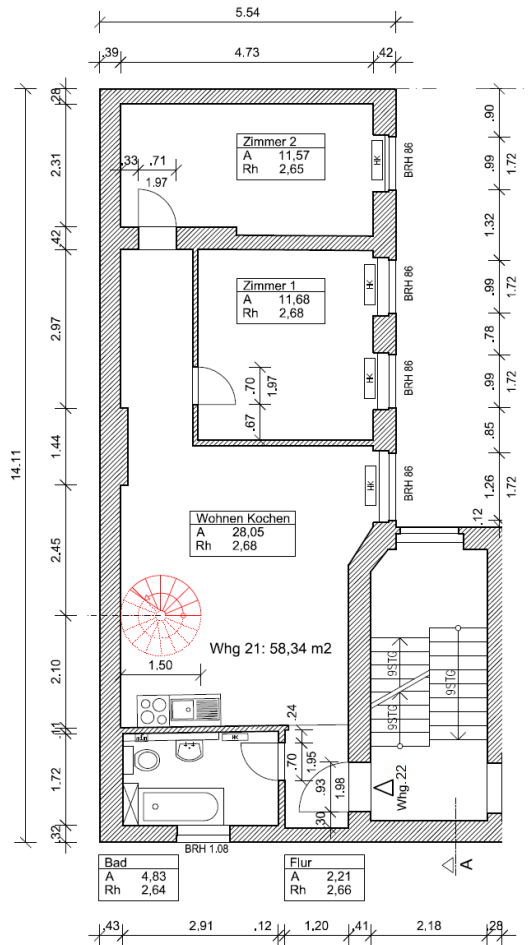 5.54
.39
4.73
.42
.28
.90
Zimmer 2
A 11,57
Rh 2,65
HK
BRH 86
.99
1.72
2.31
.33
.71
1.97
1.32
.42
Zimmer 1
A 11,68
Rh 2,68
HK
BRH 86
.99
1.72
2.97
.78
.70
1.97
HK
BRH 86
.99
1.72
.67
.85
1.44
14.11
HK
BRH 86
1.26
1.72
Wohnen Kochen
A 28,05
Rh 2,68
.12
2.45
Whg 21: 58,34 m2
9STG
9STG
9STG
1.50
2.10
.24
.11
HK
.70
1.95
1.72
.93
1.98
Whg. 22
.30
.32
BRH 1.08
A
Bad
A 4,83
Rh 2,64
Flur
A 2,21
Rh 2,66
.43
2.91
.12
1.20
.41
2.18
.28